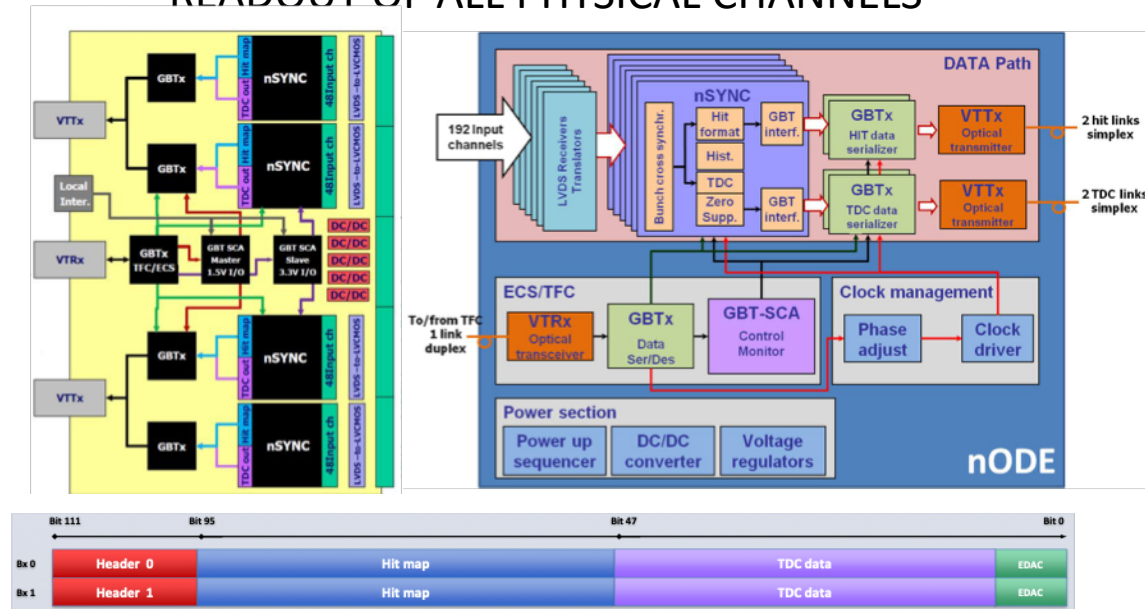 READOUT OF ALL PHYSICAL CHANNELS
GBTx
Hit map
TDC out
nSYNC
48Input ch
LVDS -to-LVCMOS
VTTx
GBTx
Hit map
TDC out
nSYNC
48Input ch
LVDS -to-LVCMOS
Local
Inter.
VTRx
GBTx
TFC/ECS
GBT SCA
Master
1.5V I/O
GBT SCA
Slave
3.3V I/O
DC/DC
DC/DC
DC/DC
DC/DC
DC/DC
GBTx
Hit map
TDC out
nSYNC
48Input ch
LVDS -to-LVCMOS
VTTx
GBTx
Hit map
TDC out
nSYNC
48Input ch
LVDS -to-LVCMOS
DATA Path
192 Input
channels
LVDS Receivers
Translators
nSYNC
Bunch cross synchr.
Hit
format
Hist.
TDC
Zero
Supp.
GBT
interf.
GBT
interf.
GBTx
HIT data
serializer
GBTx
TDC data
serializer
VTTx
Optical
transmitter
VTTx
Optical
transmitter
2 hit links
simplex
2 TDC links
simplex
ECS/TFC
To/from TFC
1 link
duplex
VTRx
Optical
transceiver
GBTx
Data
Ser/Des
GBT-SCA
Control
Monitor
Clock management
Phase
adjust
Clock
driver
Power section
Power up
sequencer
DC/DC
converter
Voltage
regulators
nODE
Bit 111
Bit 95
Bit 47
Bit 0
Bx 0
Header 0
Hit map
TDC data
EDAC
Bx 1
Header 1
Hit map
TDC data
EDAC